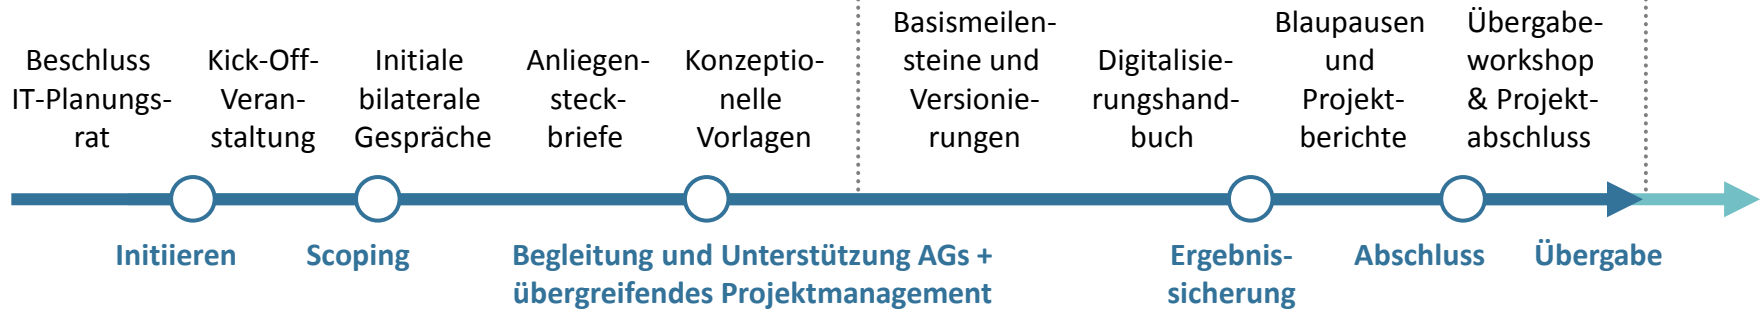 Beschluss
IT-Planungs-
rat
Kick-Off-
Veran-
staltung
Initiale
bilaterale
Gespräche
Anliegen-
steck-
briefe
Konzeptio-
nelle
Vorlagen
Basismeilen-
steine und
Versionie-
rungen
Digitalisie-
rungshand-
buch
Blaupausen
und
Projekt-
berichte
Übergabe-
workshop
& Projekt-
abschluss
Initiieren
Scoping
Begleitung und Unterstützung AGs +
übergreifendes Projektmanagement
Ergebnis-
sicherung
Abschluss
Übergabe